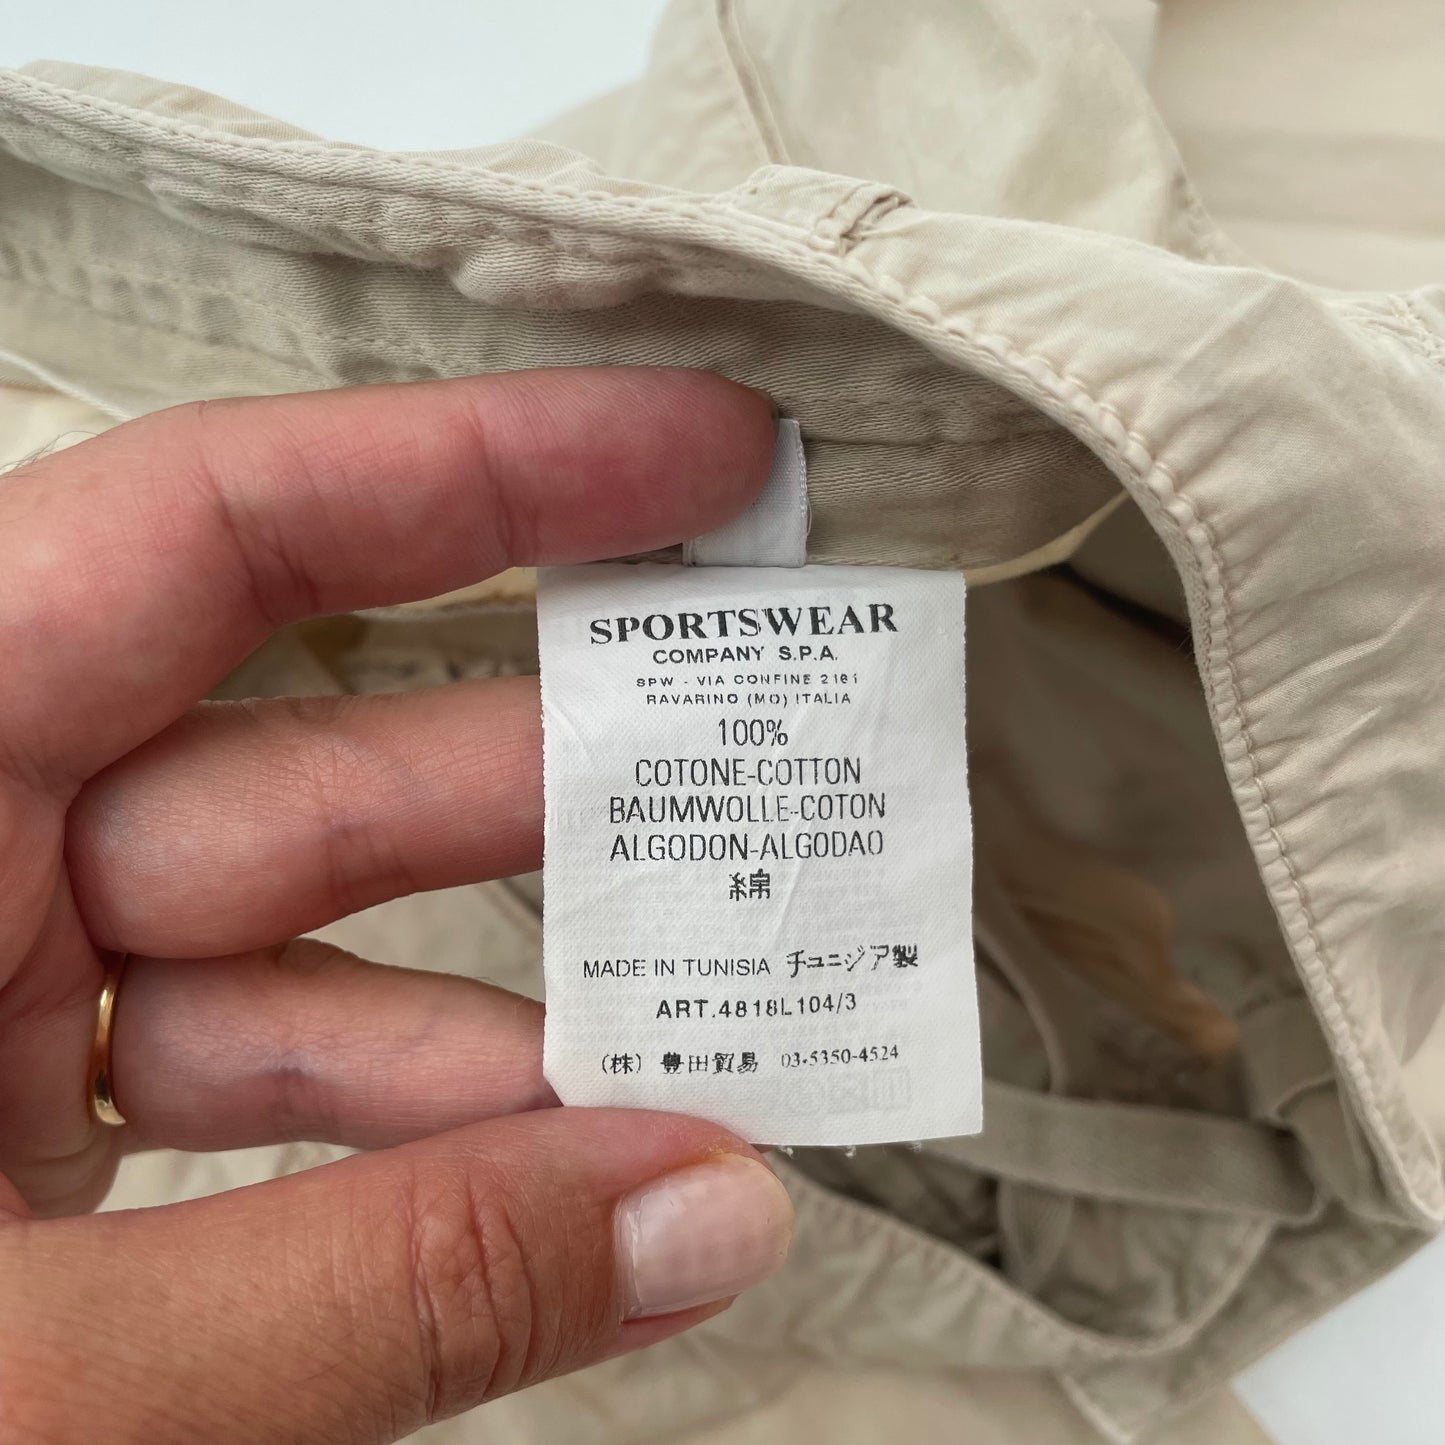 SPORTSWEAR
COMPANY S.P.A.
SPW - VIA CONFINE 2161
RAVARINO (MO) ITALIA
100%
COTONE-COTTON
BAUMWOLLE-COTON
ALGODON-ALGODAO
綿
MADE IN TUNISIA チュニジア製
ART.4818L104/3
(株) 豊田貿易 03-5350-4524